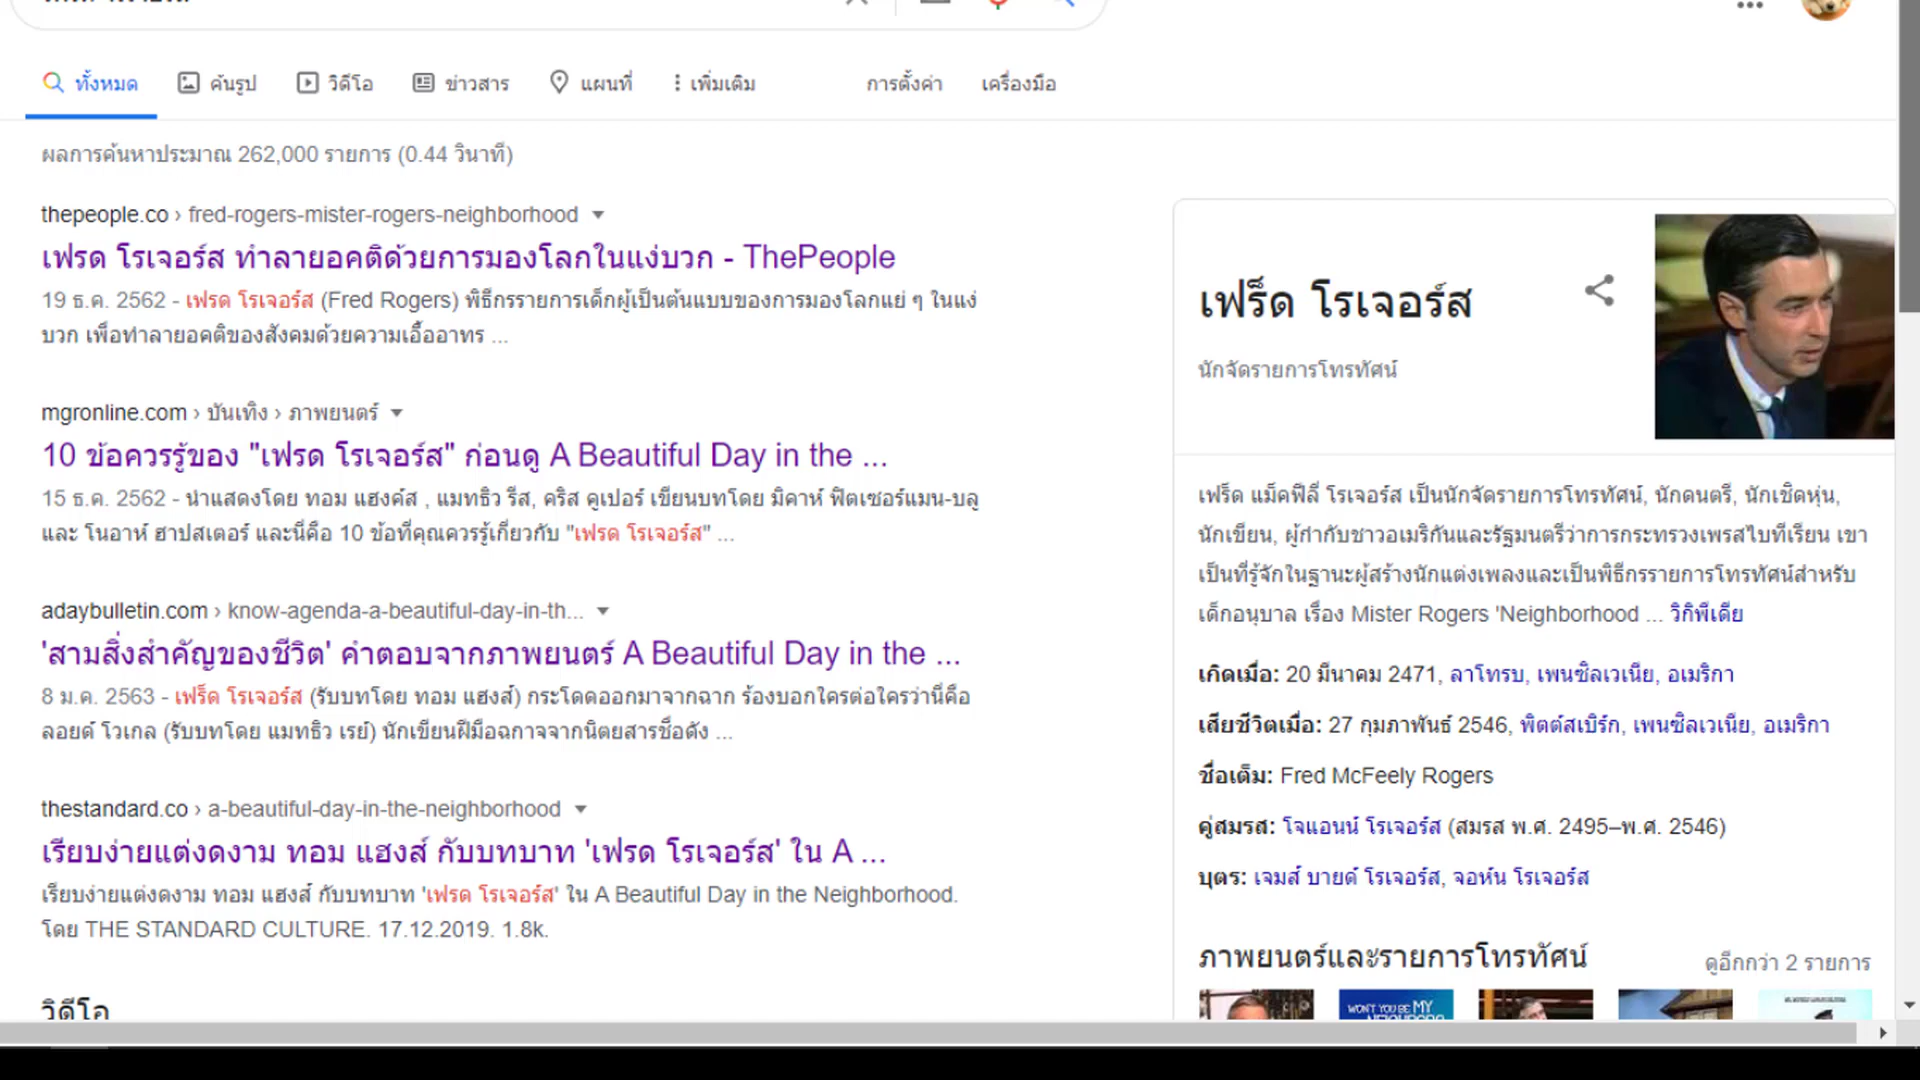 ทั้งหมด
ค้นรูป
วิดีโอ
ข่าวสาร
แผนที่
เพิ่มเติม
การตั้งค่า
เครื่องมือ
ผลการค้นหาประมาณ 262,000 รายการ (0.44 วินาที)
thepeople.co › fred-rogers-mister-rogers-neighborhood
เฟรด โรเจอร์ส ทำลายอคติด้วยการมองโลกในแง่บวก - ThePeople
19 ธ.ค. 2562 - เฟรด โรเจอร์ส (Fred Rogers) พิธีกรรายการเด็กผู้เป็นต้นแบบของการมองโลกแย่ ๆ ในแง่
บวก เพื่อทำลายอคติของสังคมด้วยความเอื้ออาทร ...
mgronline.com › บันเทิง › ภาพยนตร์
10 ข้อควรรู้ของ "เฟรด โรเจอร์ส" ก่อนดู A Beautiful Day in the ...
15 ธ.ค. 2562 - นำแสดงโดย ทอม แฮงค์ส , แมทธิว รีส, คริส คูเปอร์ เขียนบทโดย มิคาห์ ฟิตเซอร์แมน-บลู
และ โนอาห์ ฮาปสเตอร์ และนี่คือ 10 ข้อที่คุณควรรู้เกี่ยวกับ "เฟรด โรเจอร์ส" ...
adaybulletin.com › know-agenda-a-beautiful-day-in-th...
'สามสิ่งสำคัญของชีวิต' คำตอบจากภาพยนตร์ A Beautiful Day in the ...
8 ม.ค. 2563 - เฟร็ด โรเจอร์ส (รับบทโดย ทอม แฮงส์) กระโดดออกมาจากฉาก ร้องบอกใครต่อใครว่านี่คือ
ลอยด์ โวเกล (รับบทโดย แมทธิว เรย์) นักเขียนฝีมือฉกาจจากนิตยสารชื่อดัง ...
thestandard.co › a-beautiful-day-in-the-neighborhood
เรียบง่ายแต่งดงาม ทอม แฮงส์ กับบทบาท 'เฟรด โรเจอร์ส' ใน A ...
เรียบง่ายแต่งดงาม ทอม แฮงส์ กับบทบาท 'เฟรด โรเจอร์ส' ใน A Beautiful Day in the Neighborhood.
โดย THE STANDARD CULTURE. 17.12.2019. 1.8k.
วิดีโอ
เฟร็ด โรเจอร์ส
นักจัดรายการโทรทัศน์
เฟร็ด แม็คฟีลี่ โรเจอร์ส เป็นนักจัดรายการโทรทัศน์, นักดนตรี, นักเชิดหุ่น,
นักเขียน, ผู้กำกับชาวอเมริกันและรัฐมนตรีว่าการกระทรวงเพรสไบทีเรียน เขา
เป็นที่รู้จักในฐานะผู้สร้างนักแต่งเพลงและเป็นพิธีกรรายการโทรทัศน์สำหรับ
เด็กอนุบาล เรื่อง Mister Rogers 'Neighborhood ... วิกิพีเดีย
เกิดเมื่อ: 20 มีนาคม 2471, ลาโทรบ, เพนซิลเวเนีย, อเมริกา
เสียชีวิตเมื่อ: 27 กุมภาพันธ์ 2546, พิตต์สเบิร์ก, เพนซิลเวเนีย, อเมริกา
ชื่อเต็ม: Fred McFeely Rogers
คู่สมรส: โจแอนน์ โรเจอร์ส (สมรส พ.ศ. 2495–พ.ศ. 2546)
บุตร: เจมส์ บายด์ โรเจอร์ส, จอห์น โรเจอร์ส
ภาพยนตร์และรายการโทรทัศน์
ดูอีกกว่า 2 รายการ
WON'T YOU BE MY
NEIGHBOR?